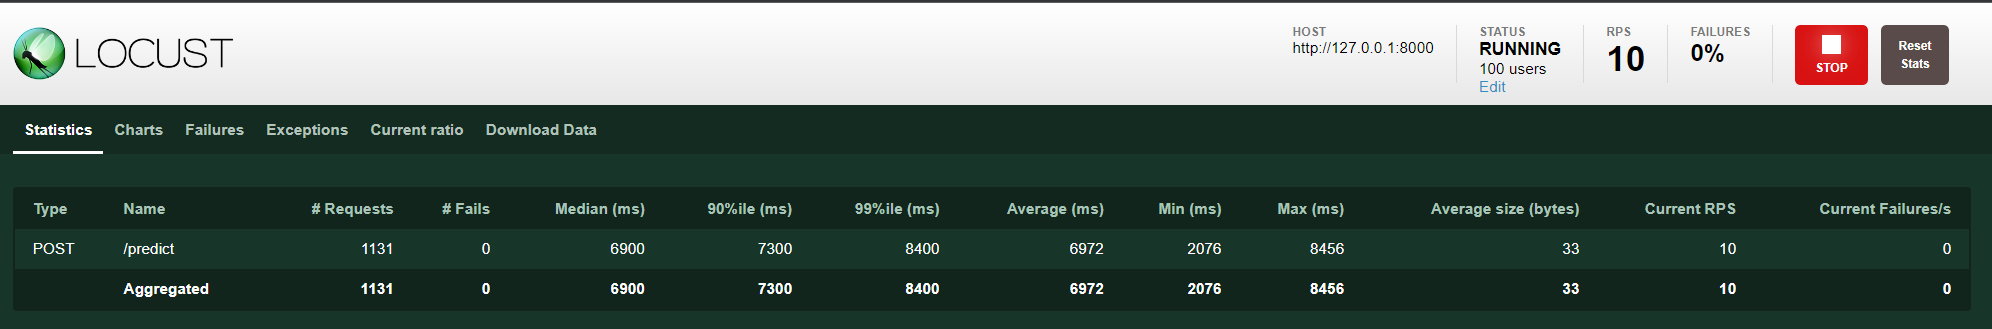 LOCUST
HOST
http://127.0.0.1:8000
STATUS
RUNNING
100 users
Edit
RPS
10
FAILURES
0%
STOP
Reset
Stats
Statistics Charts Failures Exceptions Current ratio Download Data
Type Name # Requests # Fails Median (ms) 90%ile (ms) 99%ile (ms) Average (ms) Min (ms) Max (ms) Average size (bytes) Current RPS Current Failures/s
POST /predict 1131 0 6900 7300 8400 6972 2076 8456 33 10 0
Aggregated 1131 0 6900 7300 8400 6972 2076 8456 33 10 0